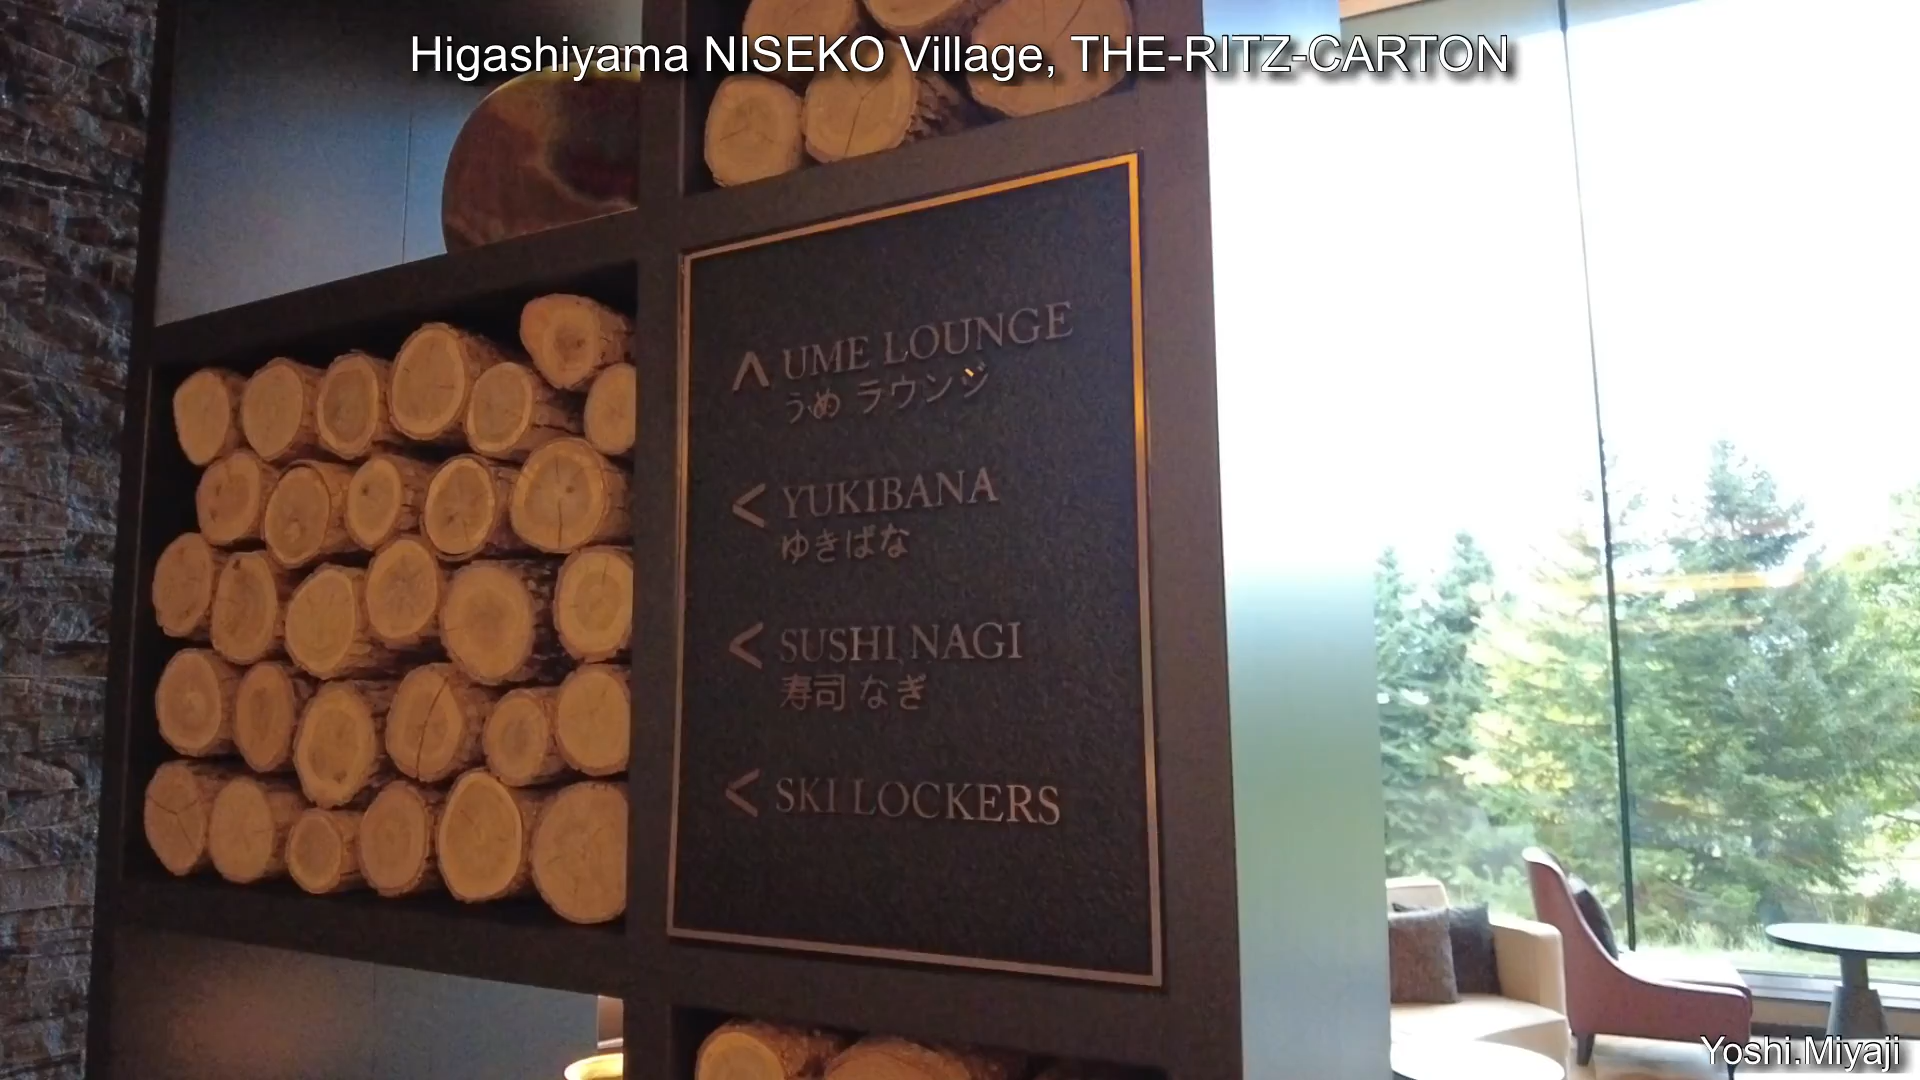 Higashiyama NISEKO Village, THE-RITZ-CARTON
UME LOUNGE
うめ ラウンジ
YUKIBANA
ゆきばな
SUSHI NAGI
寿司 なぎ
SKI LOCKERS
Yoshi.Miyaji